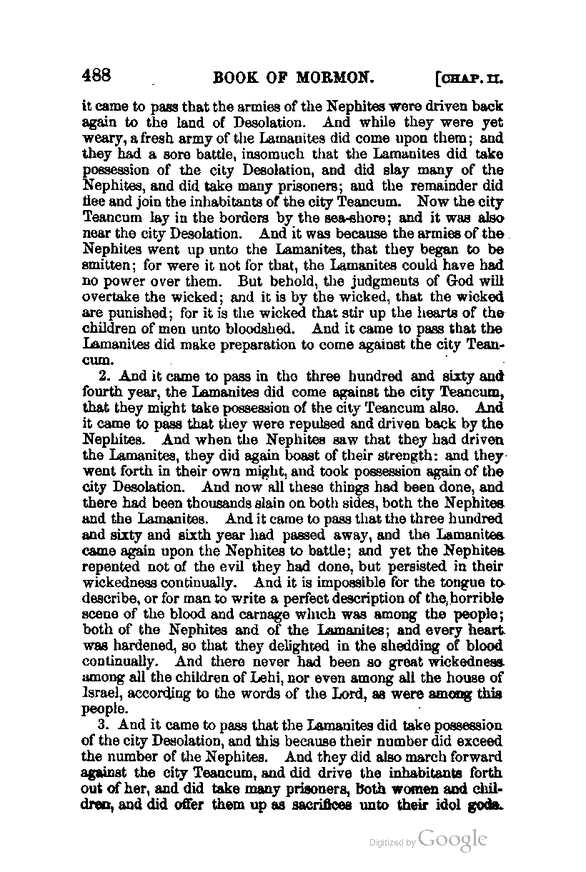 488 BOOK OF MORMON. [CHAP. II.
it came to pass that the armies of the Nephites were driven back
again to the land of Desolation. And while they were yet
weary, a fresh army of the Lamanites did come upon them; and
they had a sore battle, insomuch that the Lamanites did take
possession of the city Desolation, and did slay many of the
Nephites, and did take many prisoners; and the remainder did
flee and join the inhabitants of the city Teancum. Now the city
Teancum lay in the borders by the sea-shore; and it was also
near the city Desolation. And it was because the armies of the
Nephites went up unto the Lamanites, that they began to be
smitten; for were it not for that, the Lamanites could have had
no power over them. But behold, the judgments of God will
overtake the wicked; and it is by the wicked, that the wicked
are punished; for it is the wicked that stir up the hearts of the
children of men unto bloodshed. And it came to pass that the
Lamanites did make preparation to come against the city Tean-
cum.
2. And it came to pass in the three hundred and sixty and
fourth year, the Lamanites did come against the city Teancum,
that they might take possession of the city Teancum also. And
it came to pass that they were repulsed and driven back by the
Nephites. And when the Nephites saw that they had driven
the Lamanites, they did again boast of their strength: and they
went forth in their own might, and took possession again of the
city Desolation. And now all these things had been done, and
there had been thousands slain on both sides, both the Nephites
and the Lamanites. And it came to pass that the three hundred
and sixty and sixth year had passed away, and the Lamanites
came again upon the Nephites to battle; and yet the Nephites
repented not of the evil they had done, but persisted in their
wickedness continually. And it is impossible for the tongue to
describe, or for man to write a perfect description of the horrible
scene of the blood and carnage which was among the people;
both of the Nephites and of the Lamanites; and every heart
was hardened, so that they delighted in the shedding of blood
continually. And there never had been so great wickedness
among all the children of Lehi, nor even among all the house of
Israel, according to the words of the Lord, as were among this
people.
3. And it came to pass that the Lamanites did take possession
of the city Desolation, and this because their number did exceed
the number of the Nephites. And they did also march forward
against the city Teancum, and did drive the inhabitants forth
out of her, and did take many prisoners, both women and chil-
dren, and did offer them up as sacrifices unto their idol gods.
Digitized by Google